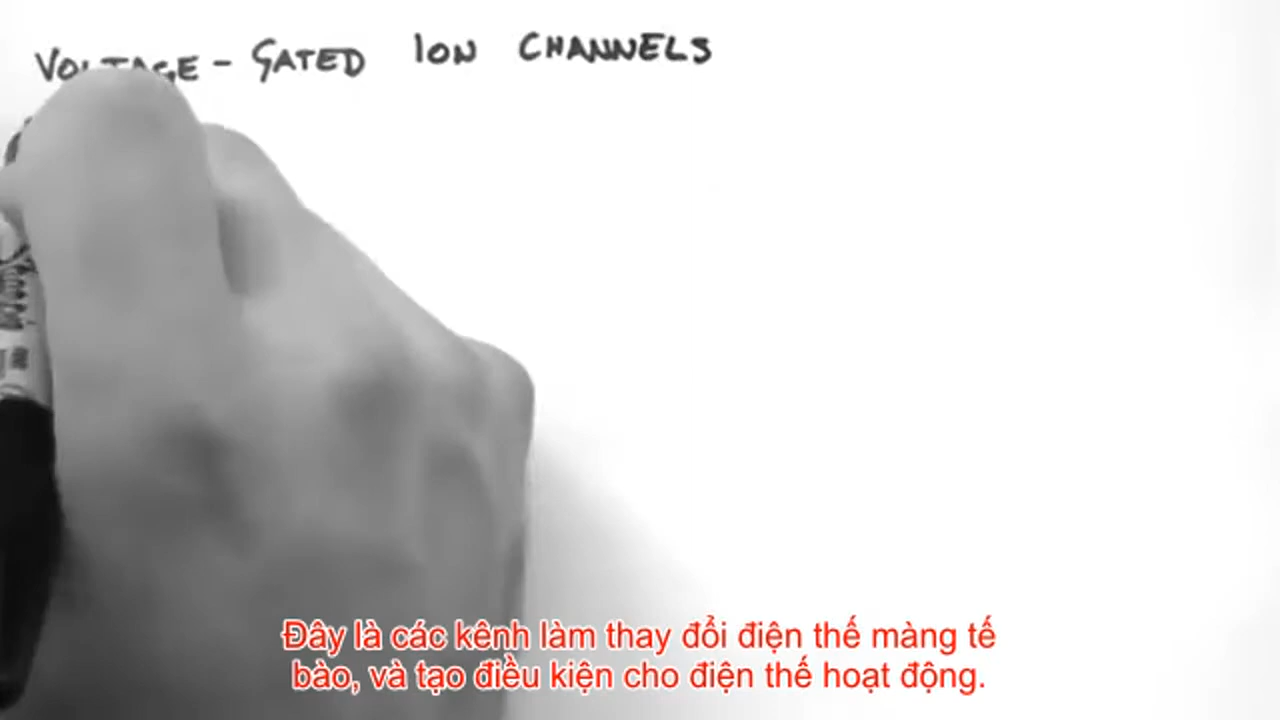 VOLTAGE - GATED ION CHANNELS
Đây là các kênh làm thay đổi điện thế màng tế
bào, và tạo điều kiện cho điện thế hoạt động.